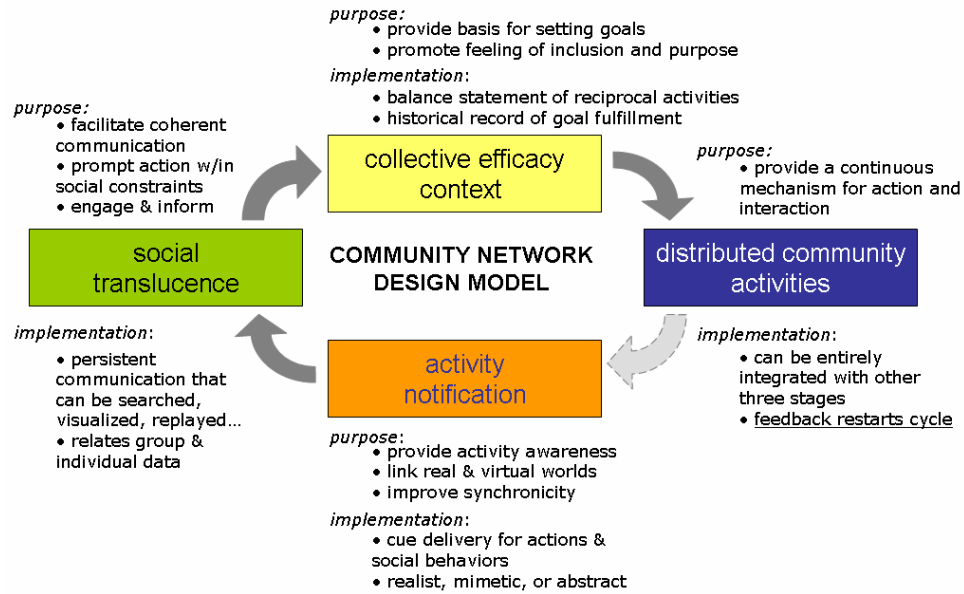 purpose:
• provide basis for setting goals
• promote feeling of inclusion and purpose
implementation:
• balance statement of reciprocal activities
• historical record of goal fulfillment
purpose:
• facilitate coherent
communication
• prompt action w/in
social constraints
• engage & inform
collective efficacy
context
purpose:
• provide a continuous
mechanism for action and
interaction
social
translucence
COMMUNITY NETWORK
DESIGN MODEL
distributed community
activities
implementation:
• persistent
communication that
can be searched,
visualized, replayed...
• relates group &
individual data
activity
notification
implementation:
• can be entirely
integrated with other
three stages
• feedback restarts cycle
purpose:
• provide activity awareness
• link real & virtual worlds
• improve synchronicity
implementation:
• cue delivery for actions &
social behaviors
• realist, mimetic, or abstract